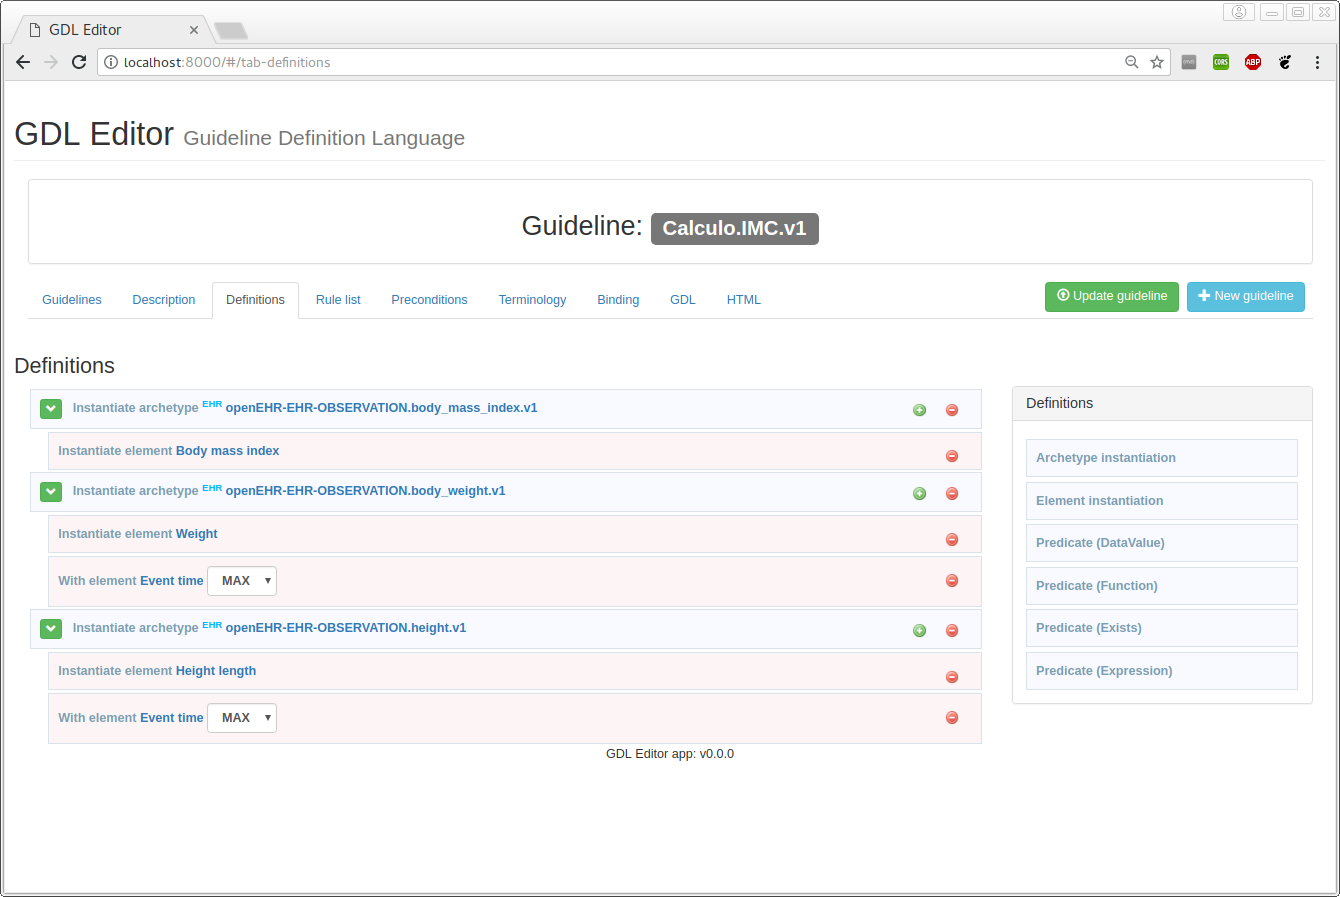 GDL Editor
localhost:8000/#/tab-definitions
CORS
ABP
GDL Editor Guideline Definition Language
Guideline: Calculo.IMC.v1
Guidelines Description Definitions Rule list Preconditions Terminology Binding GDL HTML Update guideline New guideline
Definitions
Instantiate archetype EHR openEHR-EHR-OBSERVATION.body_mass_index.v1
Instantiate element Body mass index
Instantiate archetype EHR openEHR-EHR-OBSERVATION.body_weight.v1
Instantiate element Weight
With element Event time MAX
Instantiate archetype EHR openEHR-EHR-OBSERVATION.height.v1
Instantiate element Height length
With element Event time MAX
Definitions
Archetype instantiation
Element instantiation
Predicate (DataValue)
Predicate (Function)
Predicate (Exists)
Predicate (Expression)
GDL Editor app: v0.0.0